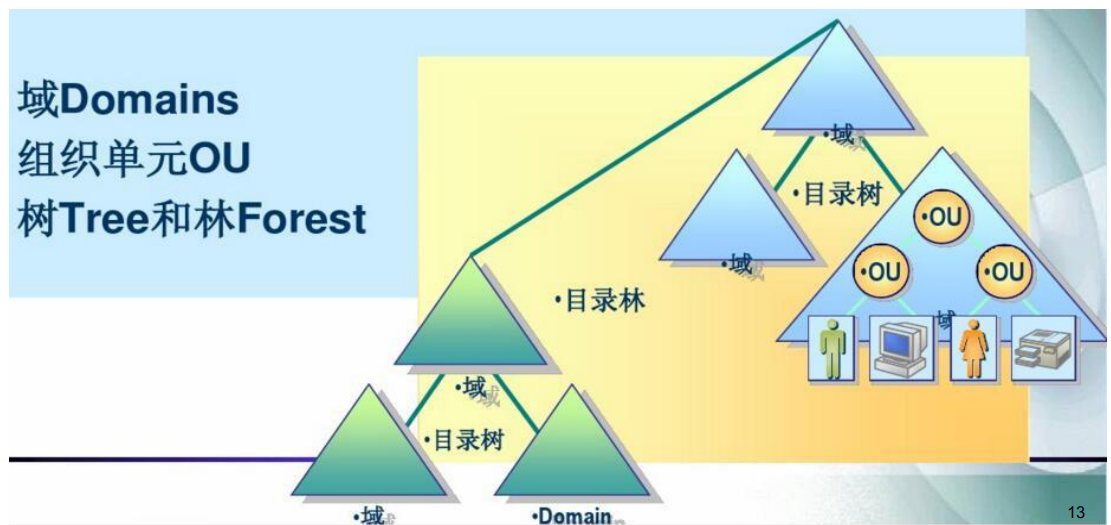 域Domains
组织单元OU
树Tree和林Forest
•域
•目录树
•OU
•域
•OU
•OU
•目录林
域
•域
•目录树
•域
•Domain
13